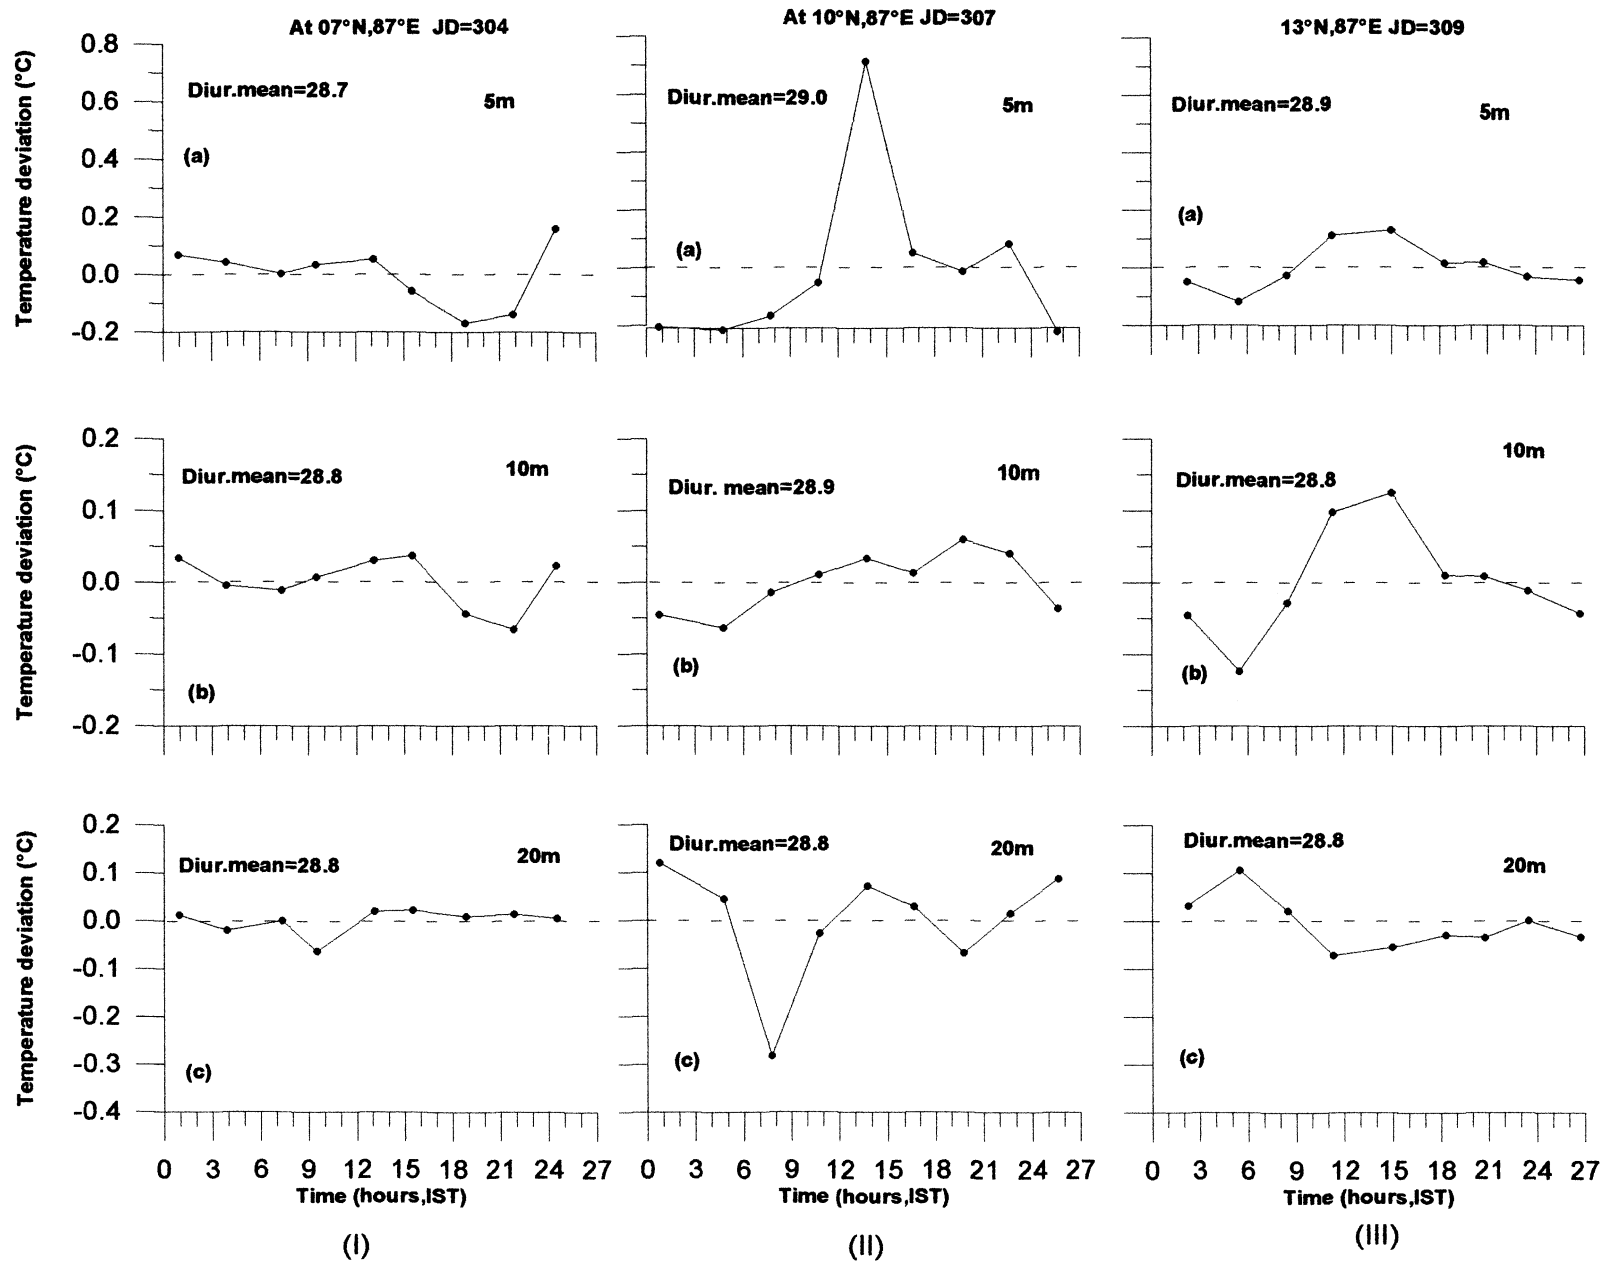 At 07°N,87°E JD=304
At 10°N,87°E JD=307
13°N,87°E JD=309
Temperature deviation (°C)
0.8
0.6
0.4
0.2
0.0
-0.2
Diur.mean=28.7
5m
(a)
Diur.mean=29.0
5m
(a)
Diur.mean=28.9
5m
(a)
Temperature deviation (°C)
0.2
0.1
0.0
-0.1
-0.2
Diur.mean=28.8
10m
(b)
Diur. mean=28.9
10m
(b)
Diur.mean=28.8
10m
(b)
Temperature deviation (°C)
0.2
0.1
0.0
-0.1
-0.2
-0.3
-0.4
Diur.mean=28.8
20m
(c)
Diur.mean=28.8
20m
(c)
Diur.mean=28.8
20m
(c)
0 3 6 9 12 15 18 21 24 27
0 3 6 9 12 15 18 21 24 27
0 3 6 9 12 15 18 21 24 27
Time (hours,IST)
Time (hours,IST)
Time (hours,IST)
(I)
(II)
(III)